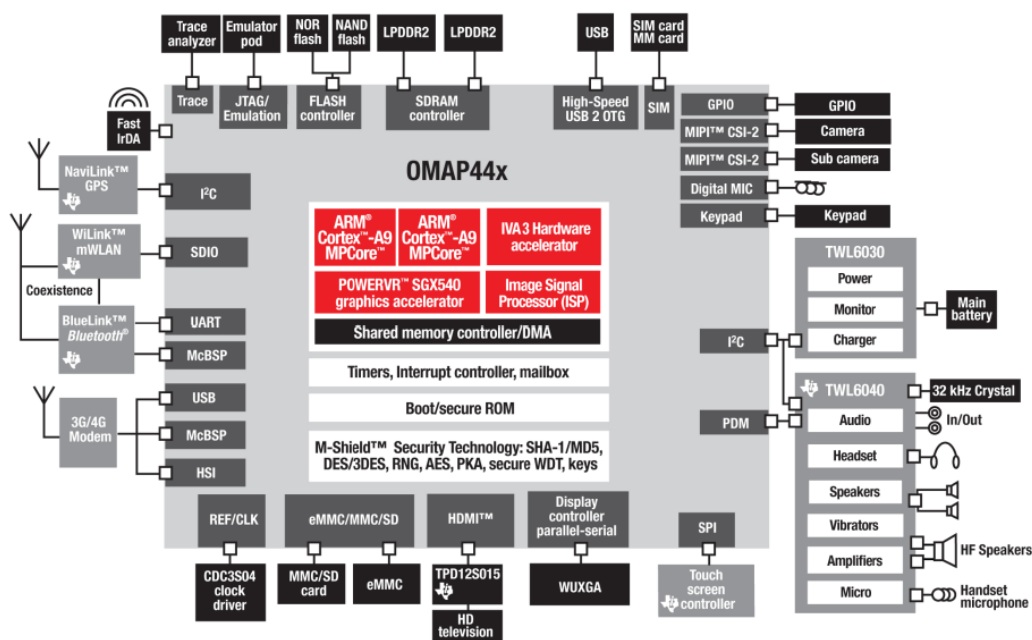 Trace
analyzer
Emulator
pod
NOR
flash
NAND
flash
LPDDR2
LPDDR2
USB
SIM card
MM card
Trace
JTAG/
Emulation
FLASH
controller
SDRAM
controller
High-Speed
USB 2 OTG
SIM
GPIO
GPIO
MIPI™ CSI-2
Camera
MIPI™ CSI-2
Sub camera
Digital MIC
Keypad
Keypad
Fast
IrDA
NaviLink™
GPS
I²C
WiLink™
mWLAN
SDIO
Coexistence
BlueLink™
Bluetooth®
UART
McBSP
3G/4G
Modem
USB
McBSP
HSI
OMAP44x
ARM®
Cortex™-A9
MPCore™
ARM®
Cortex™-A9
MPCore™
IVA 3 Hardware
accelerator
POWERVR™ SGX540
graphics accelerator
Image Signal
Processor (ISP)
Shared memory controller/DMA
Timers, Interrupt controller, mailbox
Boot/secure ROM
M-Shield™ Security Technology: SHA-1/MD5,
DES/3DES, RNG, AES, PKA, secure WDT, keys
I²C
PDM
TWL6030
Power
Monitor
Charger
Main
battery
TWL6040
32 kHz Crystal
Audio
In/Out
Headset
Speakers
Vibrators
Amplifiers
HF Speakers
Micro
Handset
microphone
REF/CLK
eMMC/MMC/SD
HDMI™
Display
controller
parallel-serial
SPI
CDC3S04
clock
driver
MMC/SD
card
eMMC
TPD12S015
HD
television
WUXGA
Touch
screen
controller